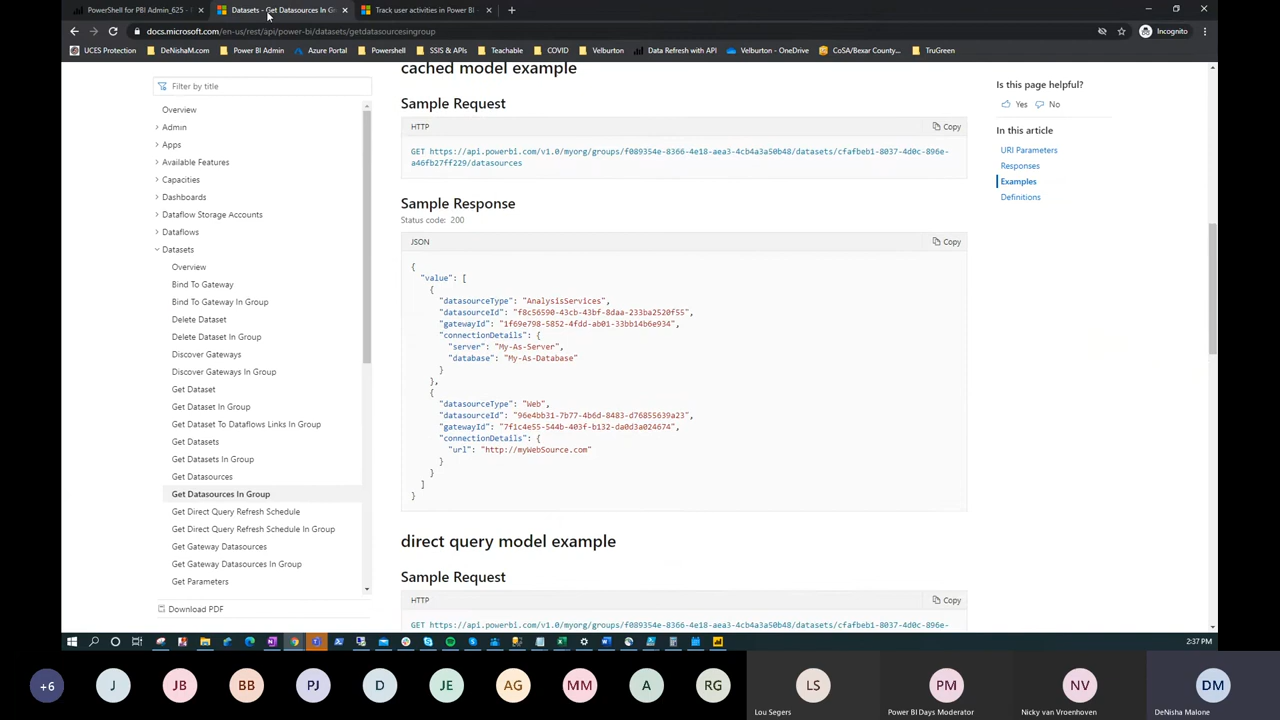 PowerShell for PBI Admin_625 -
Datasets - Get Datasources In Gr
Track user activities in Power BI -
docs.microsoft.com/en-us/rest/api/power-bi/datasets/getdatasourcesingroup
Incognito
UCES Protection
DeNishaM.com
Power BI Admin
Azure Portal
Powershell
SSIS & APIs
Teachable
COVID
Velburton
Data Refresh with API
Velburton - OneDrive
CoSA/Bexar County...
TruGreen
Filter by title
Overview
Admin
Apps
Available Features
Capacities
Dashboards
Dataflow Storage Accounts
Dataflows
Datasets
Overview
Bind To Gateway
Bind To Gateway In Group
Delete Dataset
Delete Dataset In Group
Discover Gateways
Discover Gateways In Group
Get Dataset
Get Dataset In Group
Get Dataset To Dataflows Links In Group
Get Datasets
Get Datasets In Group
Get Datasources
Get Datasources In Group
Get Direct Query Refresh Schedule
Get Direct Query Refresh Schedule In Group
Get Gateway Datasources
Get Gateway Datasources In Group
Get Parameters
Download PDF
cached model example
Sample Request
HTTP
Copy
GET https://api.powerbi.com/v1.0/myorg/groups/f089354e-8366-4e18-aea3-4cb4a3a50b48/datasets/cfafbeb1-8037-4d0c-896e-
a46fb27ff229/datasources
Sample Response
Status code: 200
JSON
Copy
{
"value": [
{
"datasourceType": "AnalysisServices",
"datasourceId": "f8c56590-43cb-43bf-8daa-233ba2520f55",
"gatewayId": "1f69e798-5852-4fdd-ab01-33bb14b6e934",
"connectionDetails": {
"server": "My-As-Server",
"database": "My-As-Database"
}
},
{
"datasourceType": "Web",
"datasourceId": "96e4bb31-7b77-4b6d-8483-d76855639a23",
"gatewayId": "7f1c4e55-544b-403f-b132-da0d3a024674",
"connectionDetails": {
"url": "http://myWebSource.com"
}
}
]
}
direct query model example
Sample Request
HTTP
Copy
GET https://api.powerbi.com/v1.0/myorg/groups/f089354e-8366-4e18-aea3-4cb4a3a50b48/datasets/cfafbeb1-8037-4d0c-896e-
Is this page helpful?
Yes
No
In this article
URI Parameters
Responses
Examples
Definitions
2:37 PM
+6
J
JB
BB
PJ
D
JE
AG
MM
A
RG
LS
PM
NV
DM
Lou Segers
Power BI Days Moderator
Nicky van Vroenhoven
DeNisha Malone